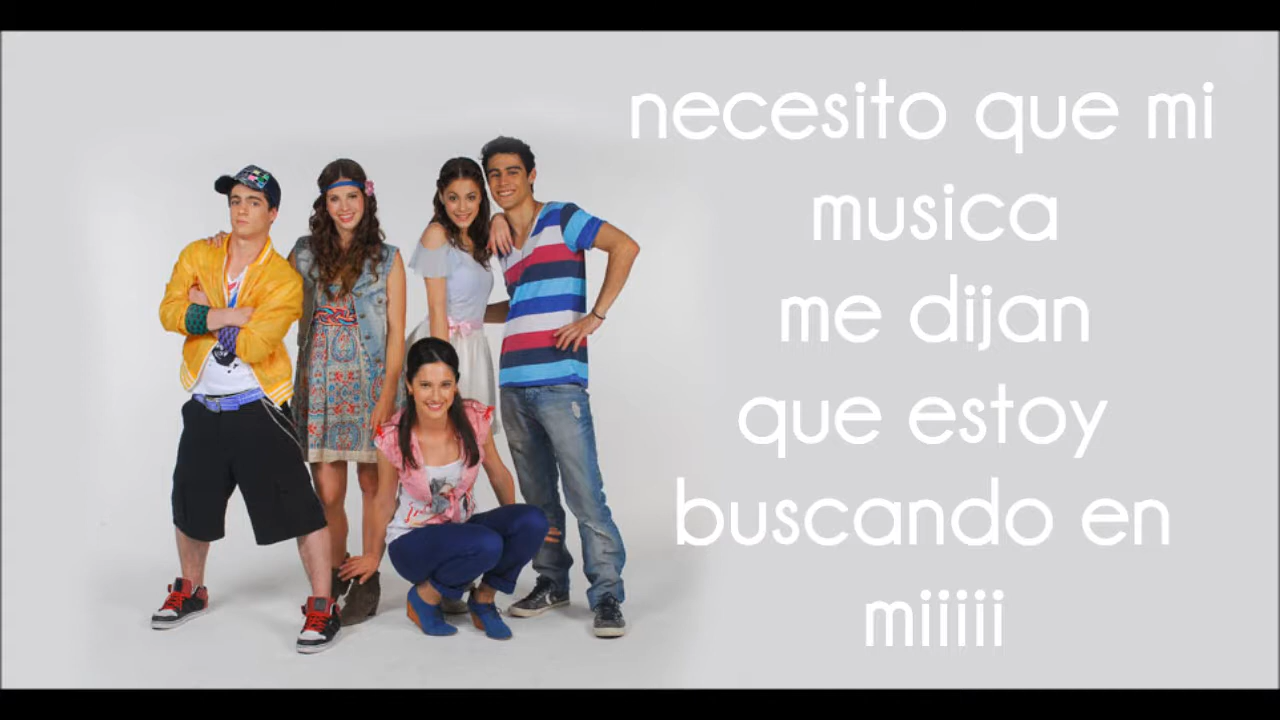 necesito que mi
musica
me dijan
que estoy
buscando en
miiiii